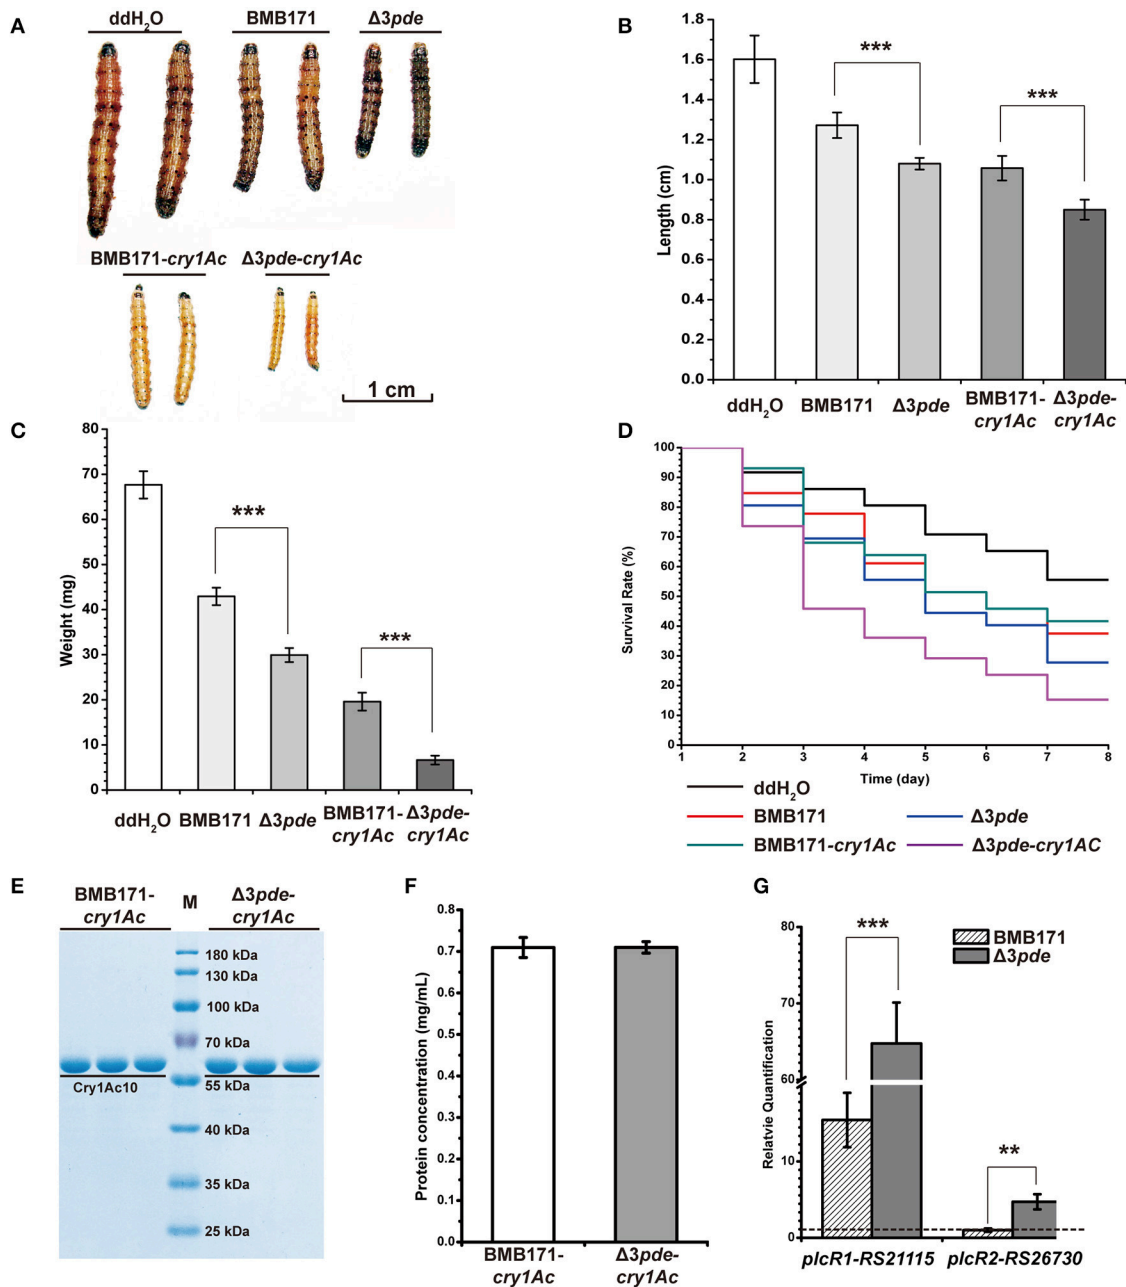 A
ddH2O BMB171 Δ3pde
BMB171-cry1Ac Δ3pde-cry1Ac
1 cm
B
Length (cm)
1.8
1.6
1.4
1.2
1.0
0.8
0.6
0.4
0.2
0.0
***
***
ddH2O BMB171 Δ3pde BMB171-cry1Ac Δ3pde-cry1Ac
C
Weight (mg)
80
70
60
50
40
30
20
10
0
***
***
ddH2O BMB171 Δ3pde BMB171-cry1Ac Δ3pde-cry1Ac
D
Survival Rate (%)
100
90
80
70
60
50
40
30
20
10
0
1 2 3 4 5 6 7 8
Time (day)
ddH2O
BMB171 Δ3pde
BMB171-cry1Ac Δ3pde-cry1AC
E
BMB171-cry1Ac M Δ3pde-cry1Ac
180 kDa
130 kDa
100 kDa
70 kDa
Cry1Ac10 55 kDa
40 kDa
35 kDa
25 kDa
F
Protein concentration (mg/mL)
0.8
0.7
0.6
0.5
0.4
0.3
0.2
0.1
0.0
BMB171-cry1Ac Δ3pde-cry1Ac
G
Relatvie Quantification
80
70
60
10
0
BMB171
Δ3pde
***
**
plcR1-RS21115 plcR2-RS26730